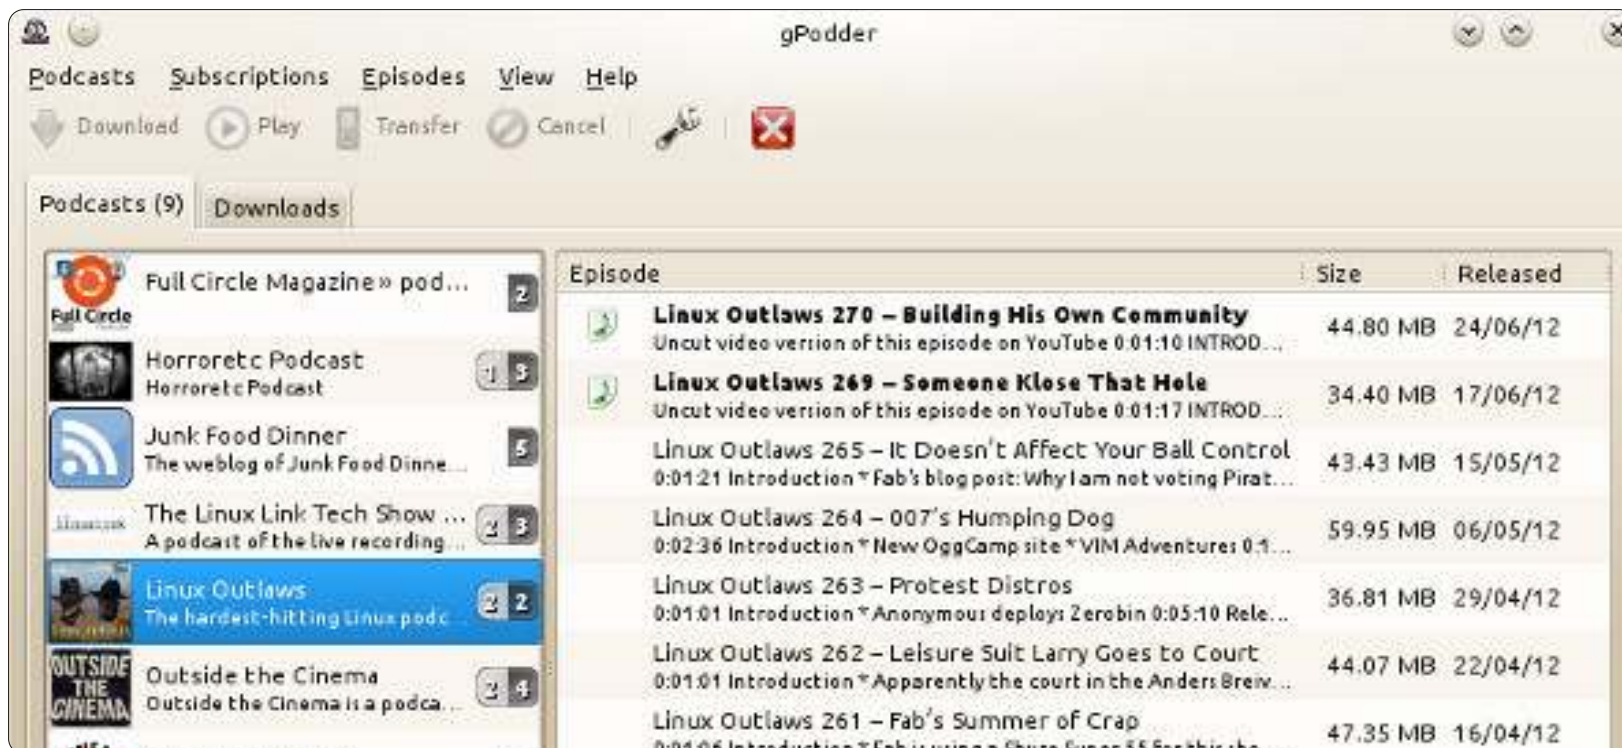 gPodder
Podcasts Subscriptions Episodes View Help
Download Play Transfer Cancel
Podcasts (9) Downloads
Full Circle
Full Circle Magazine» pod... 2
Horroretc Podcast
Horroretc Podcast
1 3
Junk Food Dinner
The weblog of Junk Food Dinne...
5
The Linux Link Tech Show ...
A podcast of the live recording...
2 3
Linux Outlaws
The hardest-hitting Linux podc
2 2
OUTSIDE THE CINEMA
Outside the Cinema
Outside the Cinema is a podca...
2 4
Episode Size Released
Linux Outlaws 270 – Building His Own Community
Uncut video version of this episode on YouTube 0:01:10 INTROD...
44.80 MB 24/06/12
Linux Outlaws 269 – Someone Klose That Hole
Uncut video version of this episode on YouTube 0:01:17 INTROD...
34.40 MB 17/06/12
Linux Outlaws 265 – It Doesn't Affect Your Ball Control
0:01:21 Introduction * Fab's blog post: Why I am not voting Pirat...
43.43 MB 15/05/12
Linux Outlaws 264 – 007's Humping Dog
0:02:36 Introduction * New OggCamp site * VIM Adventures 0:1...
59.95 MB 06/05/12
Linux Outlaws 263 – Protest Distros
0:01:01 Introduction * Anonymous deploys Zerobin 0:05:10 Rele...
36.81 MB 29/04/12
Linux Outlaws 262 – Leisure Suit Larry Goes to Court
0:01:01 Introduction * Apparently the court in the Anders Breiv...
44.07 MB 22/04/12
Linux Outlaws 261 – Fab's Summer of Crap
47.35 MB 16/04/12